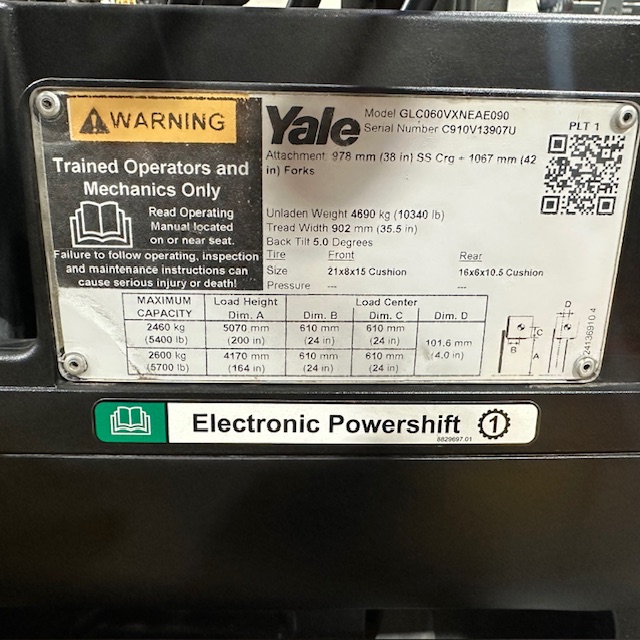 WARNING
Trained Operators and
Mechanics Only
Read Operating
Manual located
on or near seat.
Failure to follow operating, inspection
and maintenance instructions can
cause serious injury or death!
Yale
Model GLC060VXNEAE090
Serial Number C910V13907U
PLT 1
Attachment 978 mm (38 in) SS Crg + 1067 mm (42
in) Forks
Unladen Weight 4690 kg (10340 lb)
Tread Width 902 mm (35.5 in)
Back Tilt 5.0 Degrees
Tire Front Rear
Size 21x8x15 Cushion 16x6x10.5 Cushion
Pressure --- ---
MAXIMUM CAPACITY Load Height Dim. A Load Center Dim. B Dim. C Dim. D
2460 kg 5070 mm 610 mm 610 mm 101.6 mm
(5400 lb) (200 in) (24 in) (24 in) (4.0 in)
2600 kg 4170 mm 610 mm 610 mm
(5700 lb) (164 in) (24 in) (24 in)
B C A D
24136910 4
Electronic Powershift 1
8829697.01